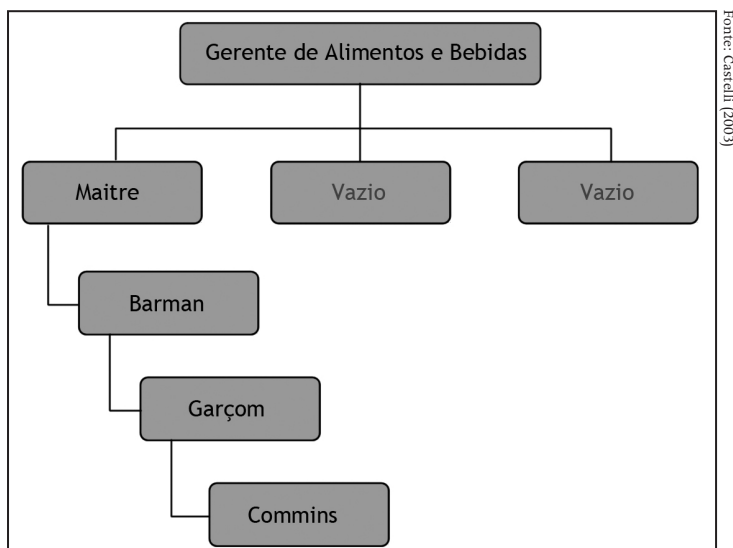 Gerente de Alimentos e Bebidas
Maitre
Vazio
Vazio
Barman
Garçom
Commins
Fonte: Castelli (2003)